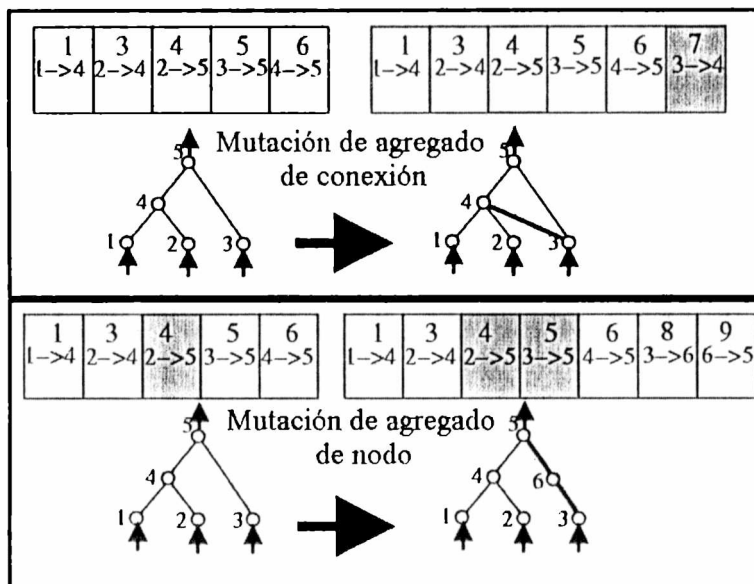 1 3 4 5 6
1->4 2->4 2->5 3->5 4->5
1 3 4 5 6 7
1->4 2->4 2->5 3->5 4->5 3->4
5 Mutación de agregado 5
de conexión
4 4
1 2 3 1 2 3
1 3 4 5 6
1->4 2->4 2->5 3->5 4->5
1 3 4 5 6 8 9
1->4 2->4 2->5 3->5 4->5 3->6 6->5
5 Mutación de agregado 5
de nodo
4 4 6
1 2 3 1 2 3